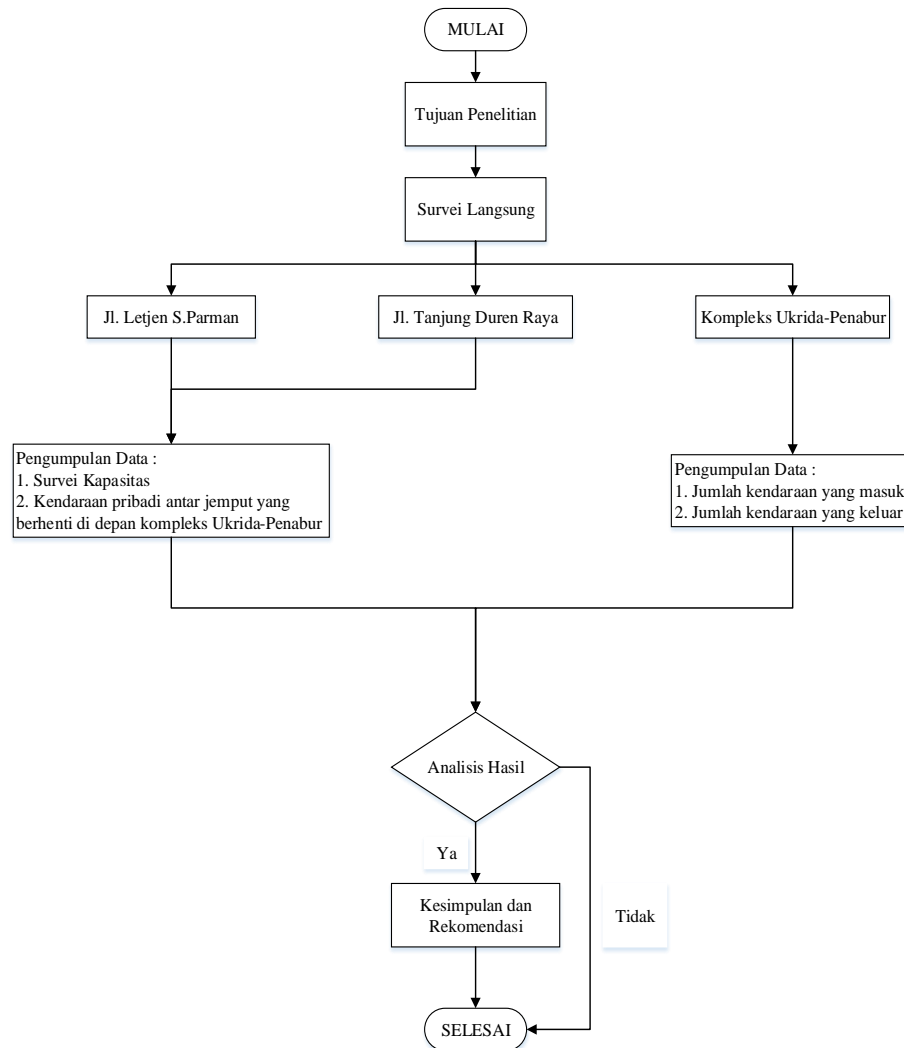 MULAI
Tujuan Penelitian
Survei Langsung
Jl. Letjen S.Parman
Jl. Tanjung Duren Raya
Kompleks Ukrida-Penabur
Pengumpulan Data :
1. Survei Kapasitas
2. Kendaraan pribadi antar jemput yang
berhenti di depan kompleks Ukrida-Penabur
Pengumpulan Data :
1. Jumlah kendaraan yang masuk
2. Jumlah kendaraan yang keluar
Analisis Hasil
Ya
Kesimpulan dan
Rekomendasi
Tidak
SELESAI